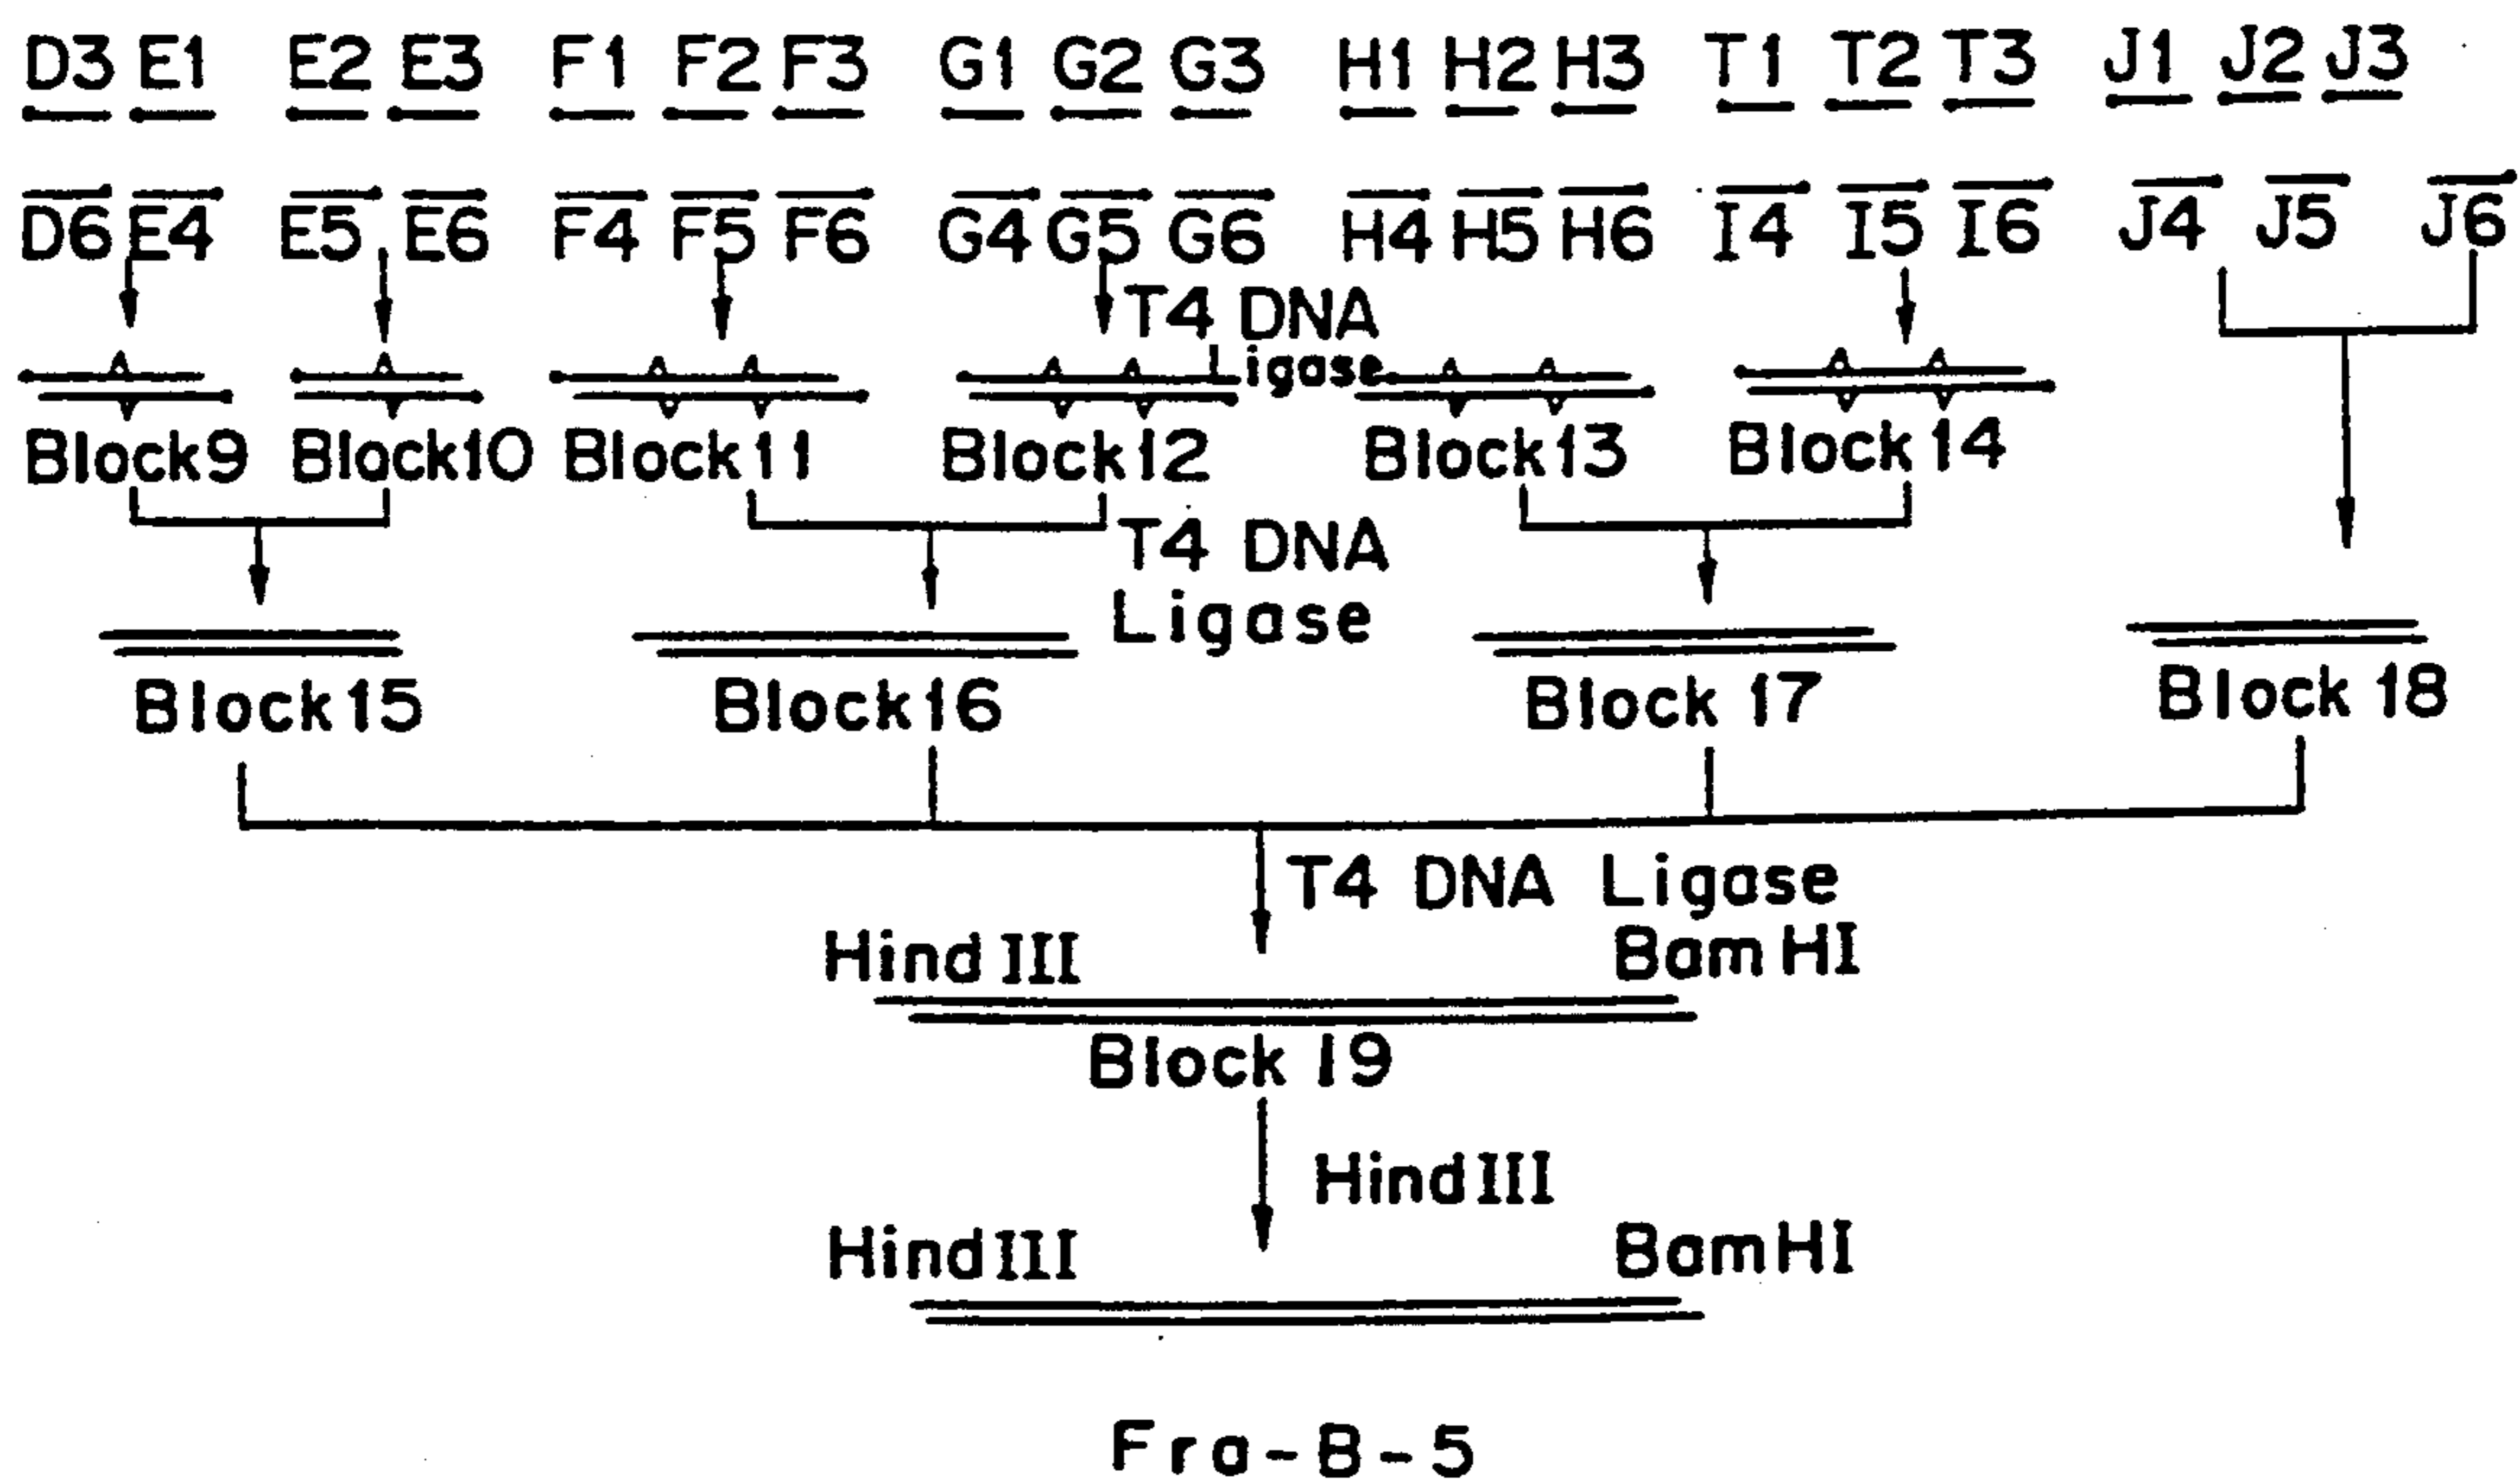 D3 E1 E2 E3 F1 F2 F3 G1 G2 G3 H1 H2 H3 T1 T2 T3 J1 J2 J3
D6 E4 E5 E6 F4 F5 F6 G4 G5 G6 H4 H5 H6 I4 I5 I6 J4 J5 J6
T4 DNA
Ligase
Block9 Block10 Block11 Block12 Block13 Block14
T4 DNA
Ligase
Block15 Block16 Block 17 Block 18
T4 DNA Ligase
Hind III BamHI
Block 19
HindIII
HindIII BamHI
Fra-B-5